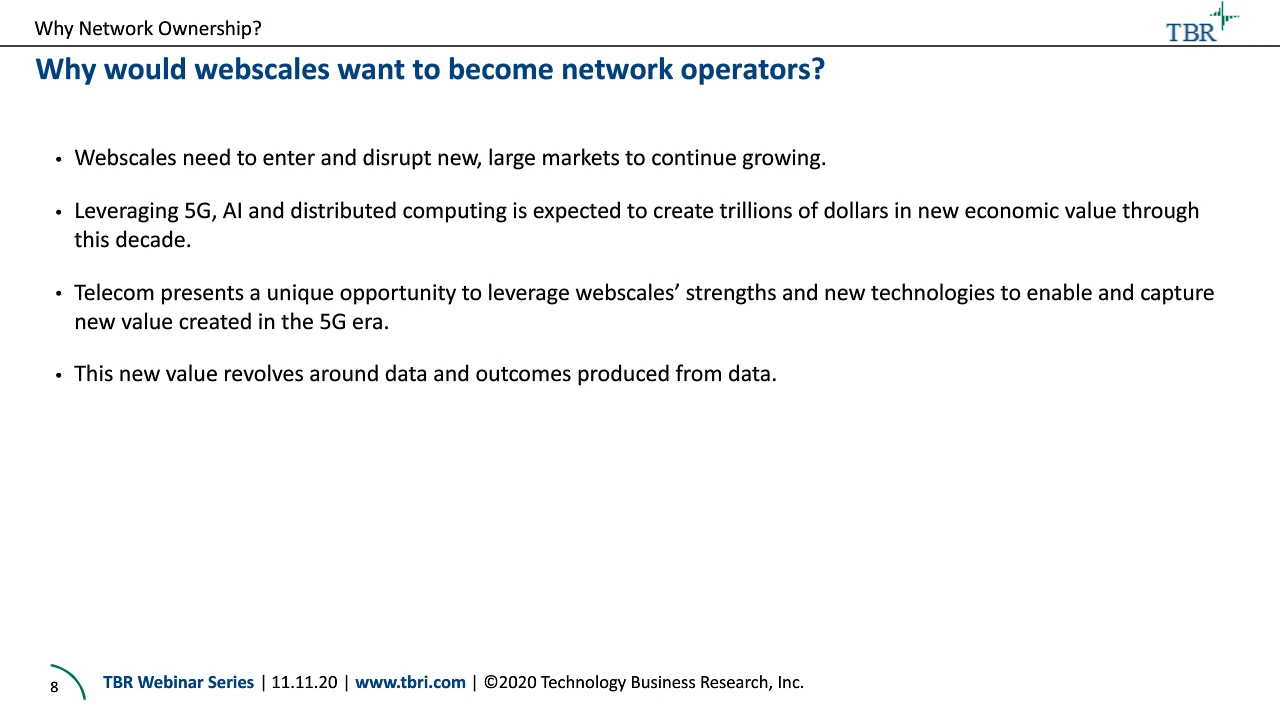 Why Network Ownership?
TBR
Why would webscales want to become network operators?
• Webscales need to enter and disrupt new, large markets to continue growing.
• Leveraging 5G, AI and distributed computing is expected to create trillions of dollars in new economic value through
this decade.
• Telecom presents a unique opportunity to leverage webscales’ strengths and new technologies to enable and capture
new value created in the 5G era.
• This new value revolves around data and outcomes produced from data.
8
TBR Webinar Series | 11.11.20 | www.tbri.com | ©2020 Technology Business Research, Inc.